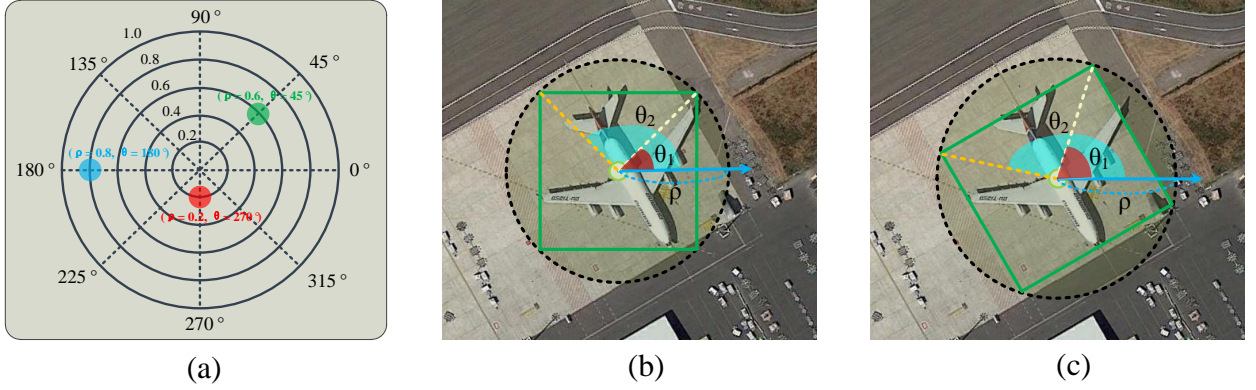 90 °
1.0
135 °
0.8
45 °
0.6
(ρ = 0.6, θ = 45°)
0.4
0.2
(ρ = 0.8, θ = 180°)
180 °
0 °
(ρ = 0.2, θ = 270°)
225 °
315 °
270 °
(a)
θ2
θ1
ρ
(b)
θ2
θ1
ρ
(c)